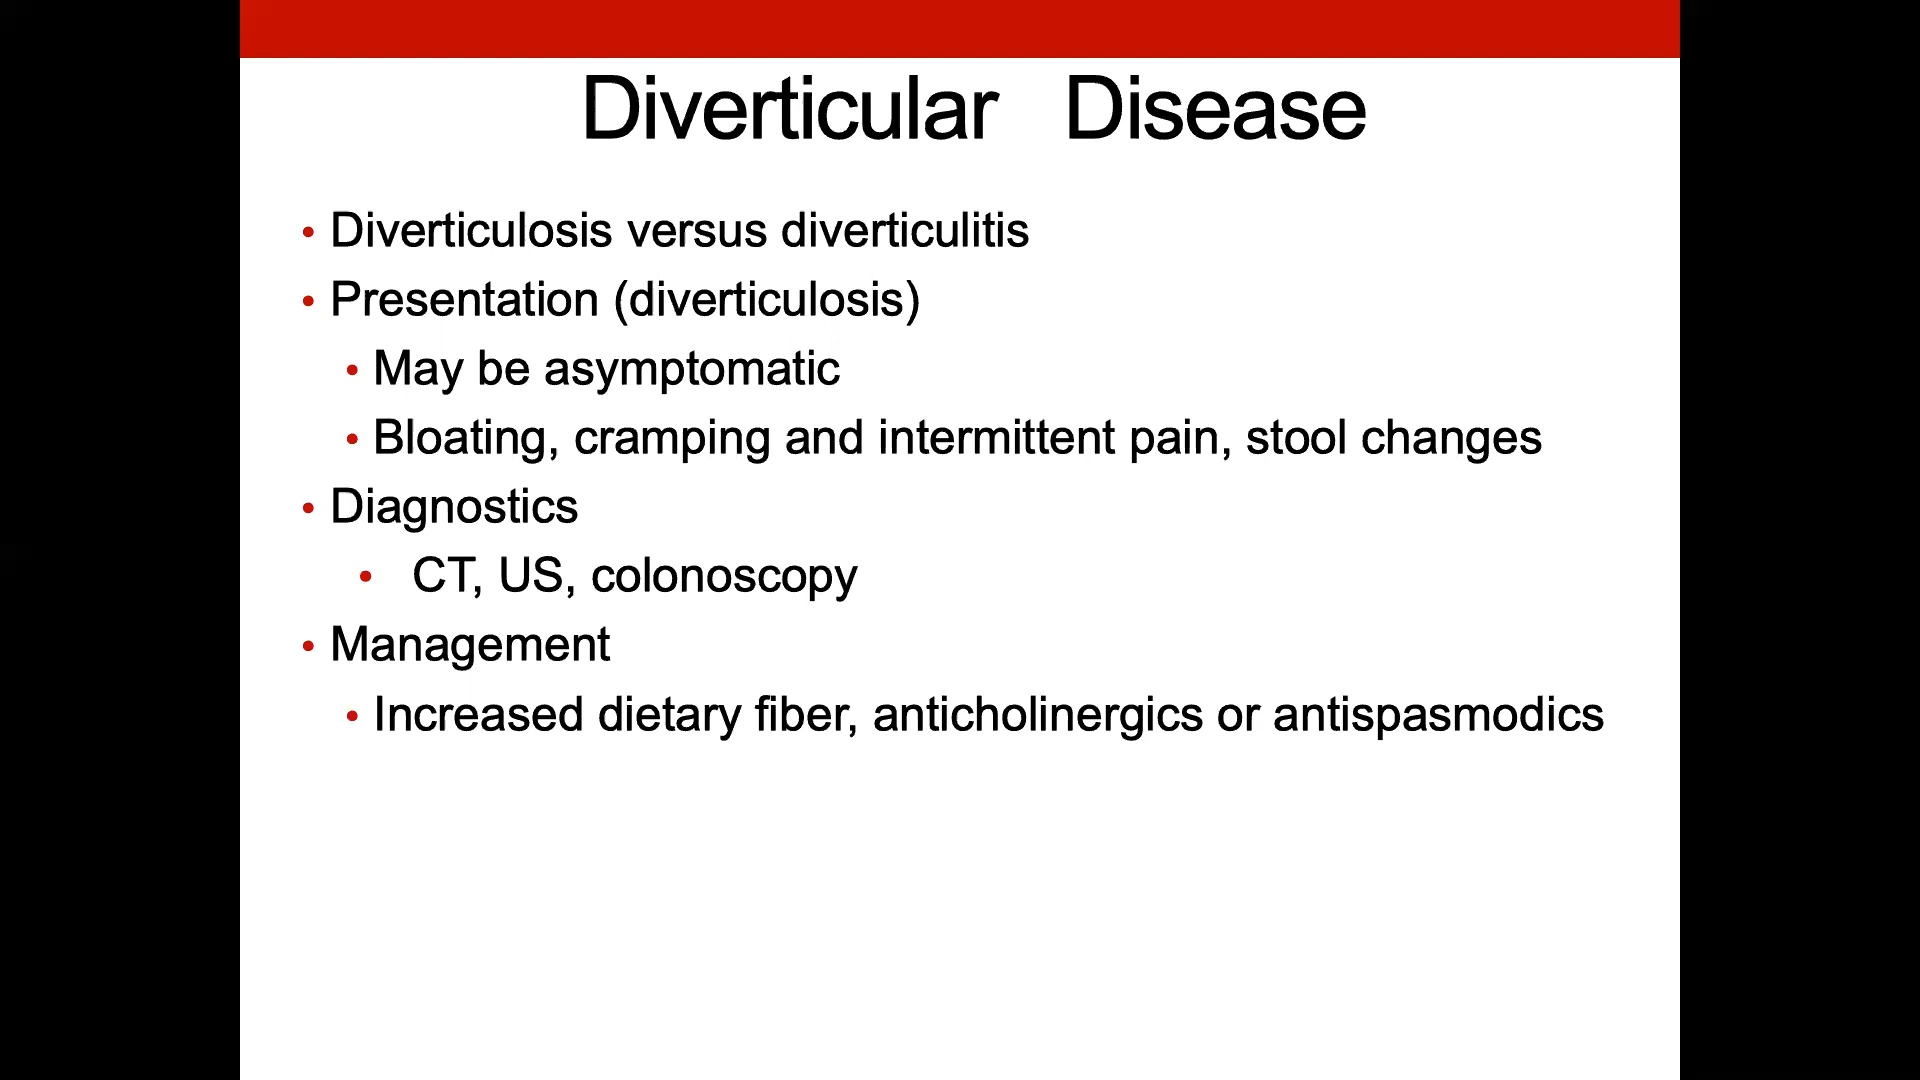 Diverticular Disease
• Diverticulosis versus diverticulitis
• Presentation (diverticulosis)
• May be asymptomatic
• Bloating, cramping and intermittent pain, stool changes
• Diagnostics
• CT, US, colonoscopy
• Management
• Increased dietary fiber, anticholinergics or antispasmodics